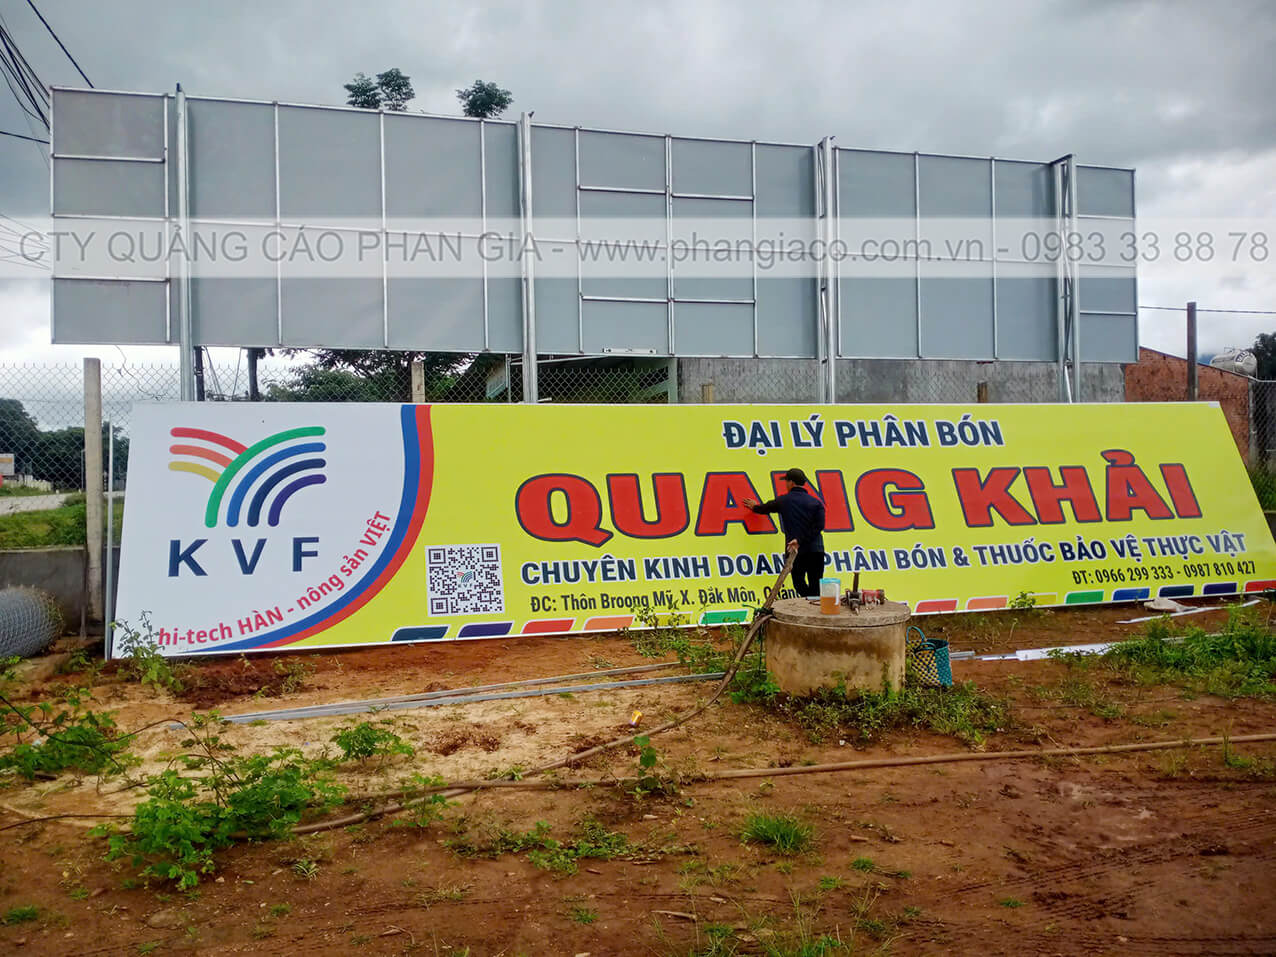 CTY QUẢNG CÁO PHAN GIA - www.phangiaco.com.vn - 0983 33 88 78
ĐẠI LÝ PHÂN BÓN
QUANG KHẢI
CHUYÊN KINH DOANH PHÂN BÓN & THUỐC BẢO VỆ THỰC VẬT
ĐC: Thôn Broong Mỹ, X. Đăk Môn,
ĐT: 0966 299 333 - 0987 810 427
KVF
hi-tech HÀN - nông sản VIỆT